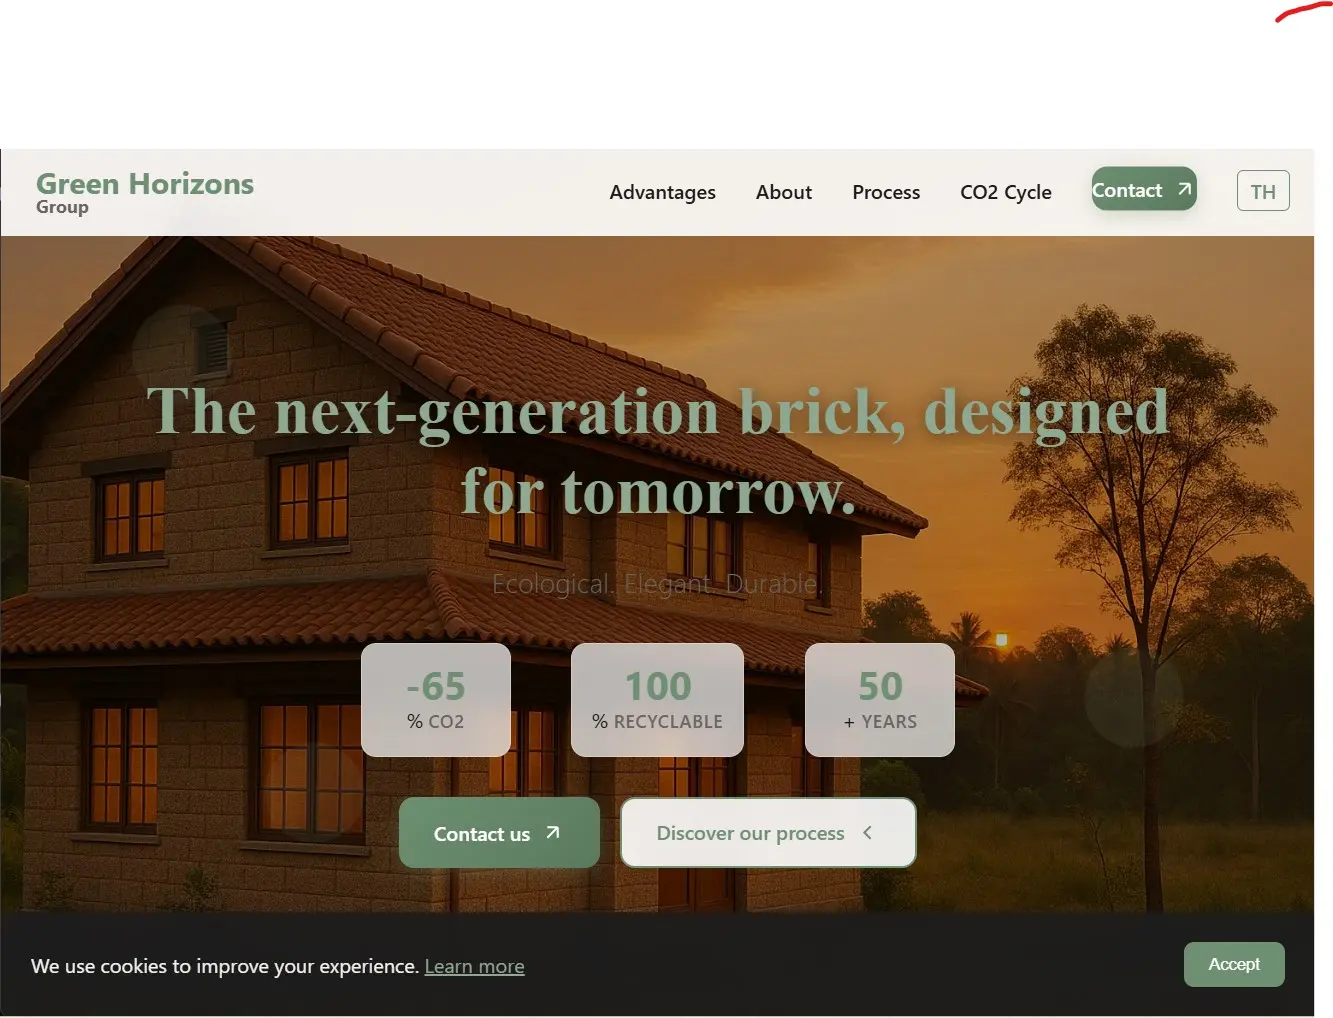 Green Horizons
Group
Advantages
About
Process
CO2 Cycle
Contact
TH
The next-generation brick, designed
for tomorrow.
Ecological. Elegant. Durable.
-65
% CO2
100
% RECYCLABLE
50
+ YEARS
Contact us
Discover our process
We use cookies to improve your experience. Learn more
Accept